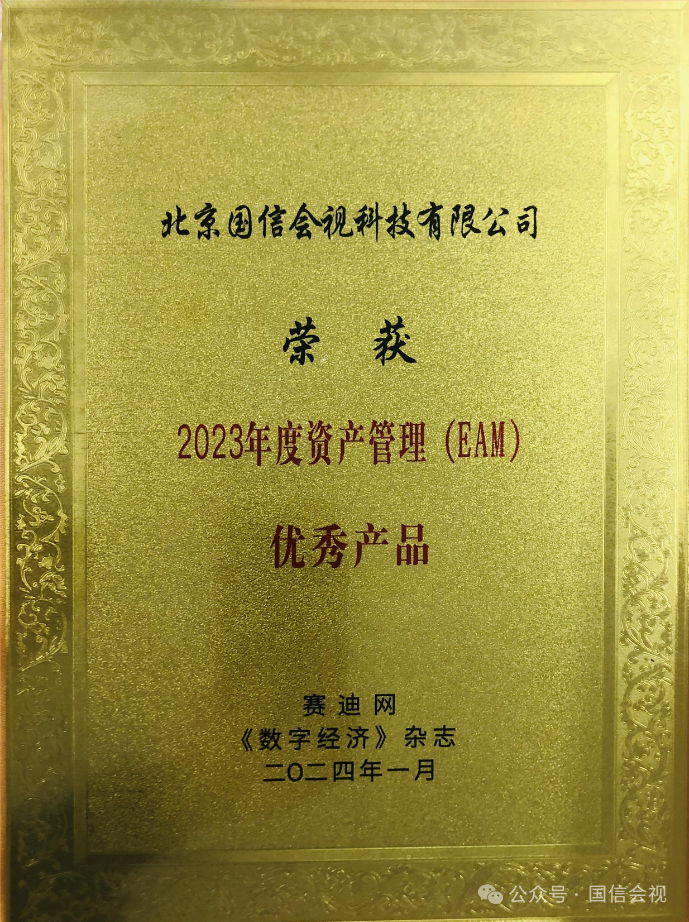 北京国信会视科技有限公司
荣 获
2023年度资产管理（EAM）
优秀产品
赛迪网
《数字经济》杂志
二〇二四年一月
公众号·国信会视